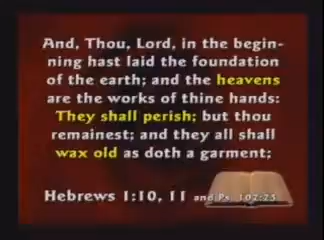 And, Thou, Lord, in the begin-
ning hast laid the foundation
of the earth; and the heavens
are the works of thine hands:
They shall perish; but thou
remainest; and they all shall
wax old as doth a garment;
Hebrews 1:10, 11 and Ps. 102:25